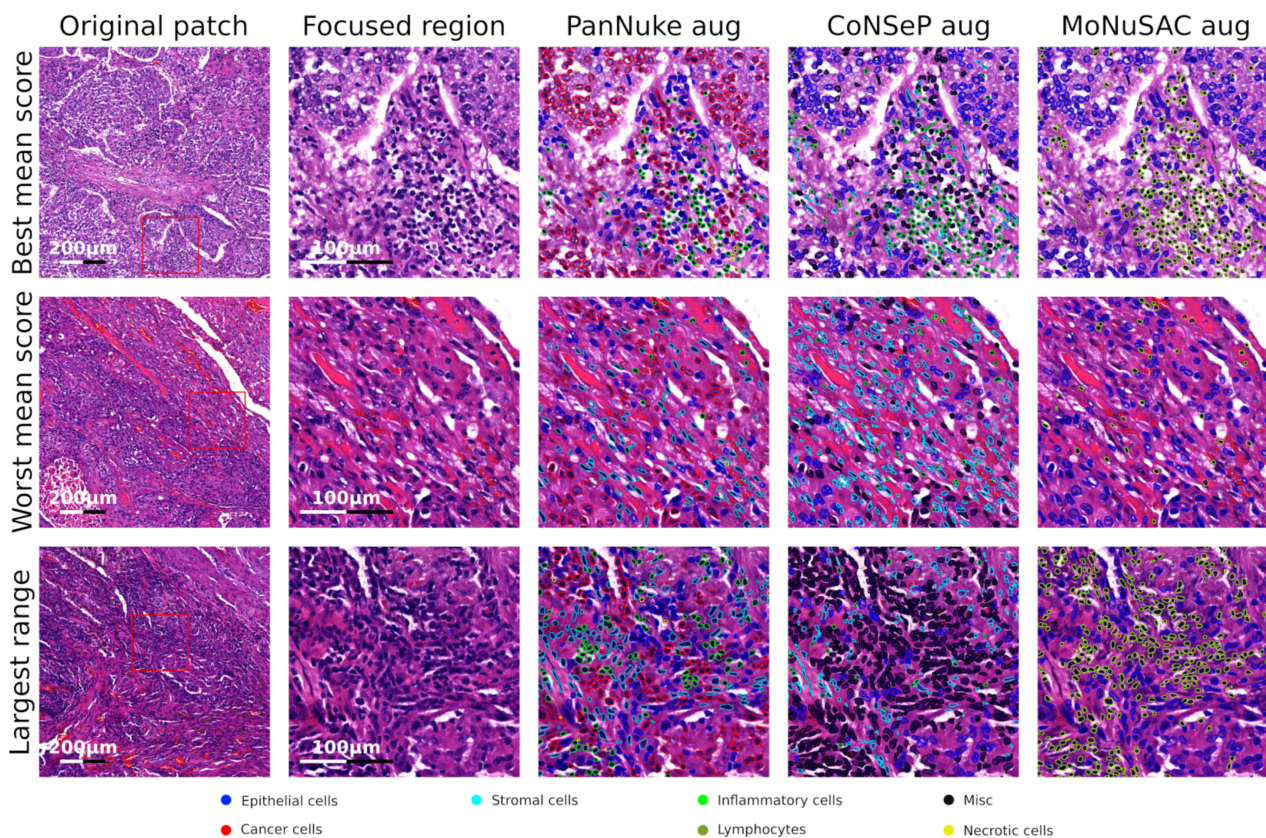 Original patch Focused region PanNuke aug CoNSeP aug MoNuSAC aug
Best mean score
200µm 100µm
Worst mean score
200µm 100µm
Largest range
200µm 100µm
Epithelial cells Stromal cells Inflammatory cells Misc
Cancer cells Lymphocytes Necrotic cells